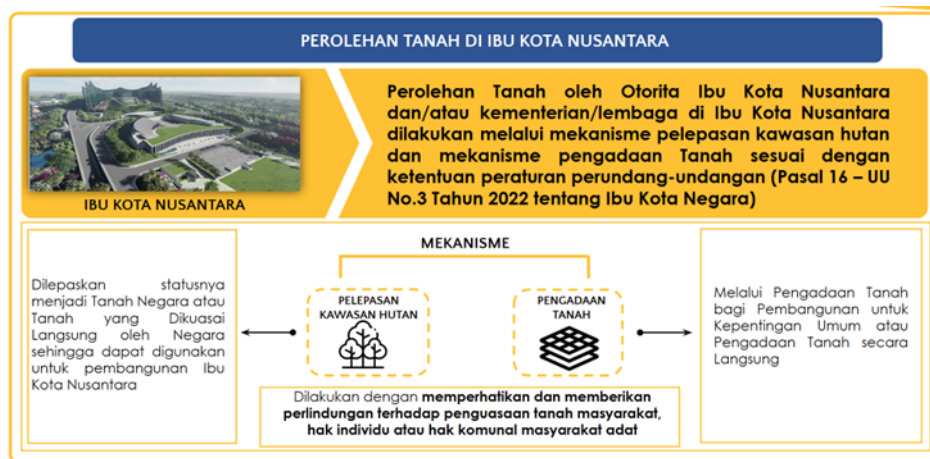 PEROLEHAN TANAH DI IBU KOTA NUSANTARA
IBU KOTA NUSANTARA
Perolehan Tanah oleh Otorita Ibu Kota Nusantara
dan/atau kementerian/lembaga di Ibu Kota Nusantara
dilakukan melalui mekanisme pelepasan kawasan hutan
dan mekanisme pengadaan Tanah sesuai dengan
ketentuan peraturan perundang-undangan (Pasal 16 – UU
No.3 Tahun 2022 tentang Ibu Kota Negara)
MEKANISME
Dilepaskan statusnya
menjadi Tanah Negara atau
Tanah yang Dikuasai
Langsung oleh Negara
sehingga dapat digunakan
untuk pembangunan Ibu
Kota Nusantara
PELEPASAN
KAWASAN HUTAN
PENGADAAN
TANAH
Melalui Pengadaan Tanah
bagi Pembangunan untuk
Kepentingan Umum atau
Pengadaan Tanah secara
Langsung
Dilakukan dengan memperhatikan dan memberikan
perlindungan terhadap penguasaan tanah masyarakat,
hak individu atau hak komunal masyarakat adat